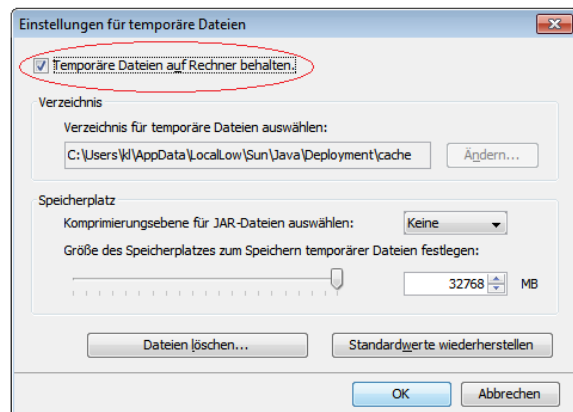 Einstellungen für temporäre Dateien
Temporäre Dateien auf Rechner behalten.
Verzeichnis
Verzeichnis für temporäre Dateien auswählen:
C:\Users\kl\AppData\LocalLow\Sun\Java\Deployment\cache
Ändern...
Speicherplatz
Komprimierungsebene für JAR-Dateien auswählen:
Keine
Größe des Speicherplatzes zum Speichern temporärer Dateien festlegen:
32768 MB
Dateien löschen...
Standardwerte wiederherstellen
OK
Abbrechen